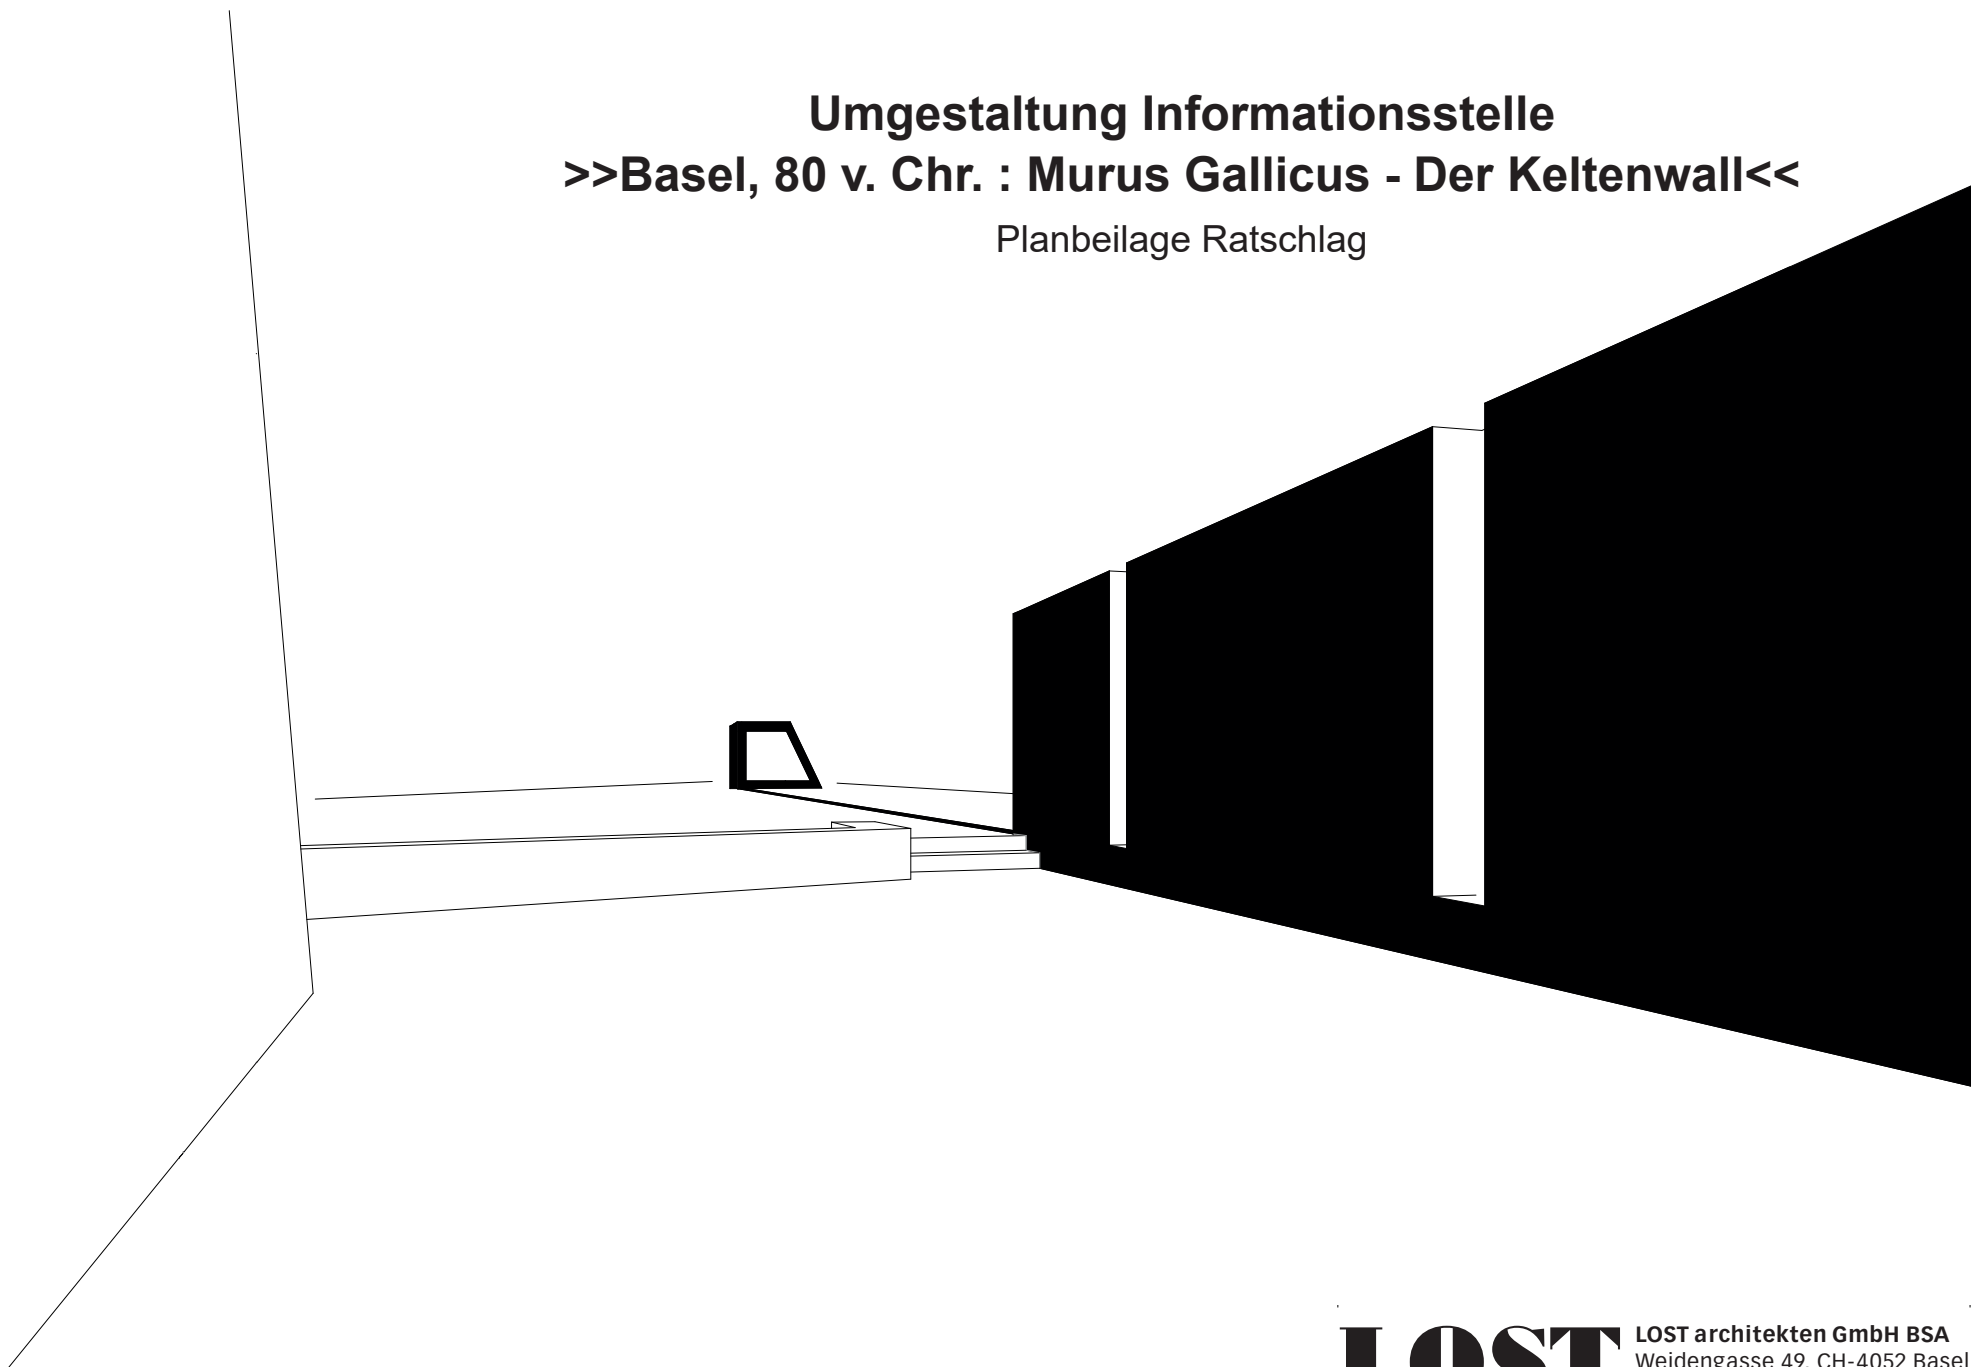 Umgestaltung Informationsstelle
>>Basel, 80 v. Chr. : Murus Gallicus - Der Keltenwall<<
Planbeilage Ratschlag
LOST
LOST architekten GmbH BSA
Weidengasse 49, CH-4052 Basel